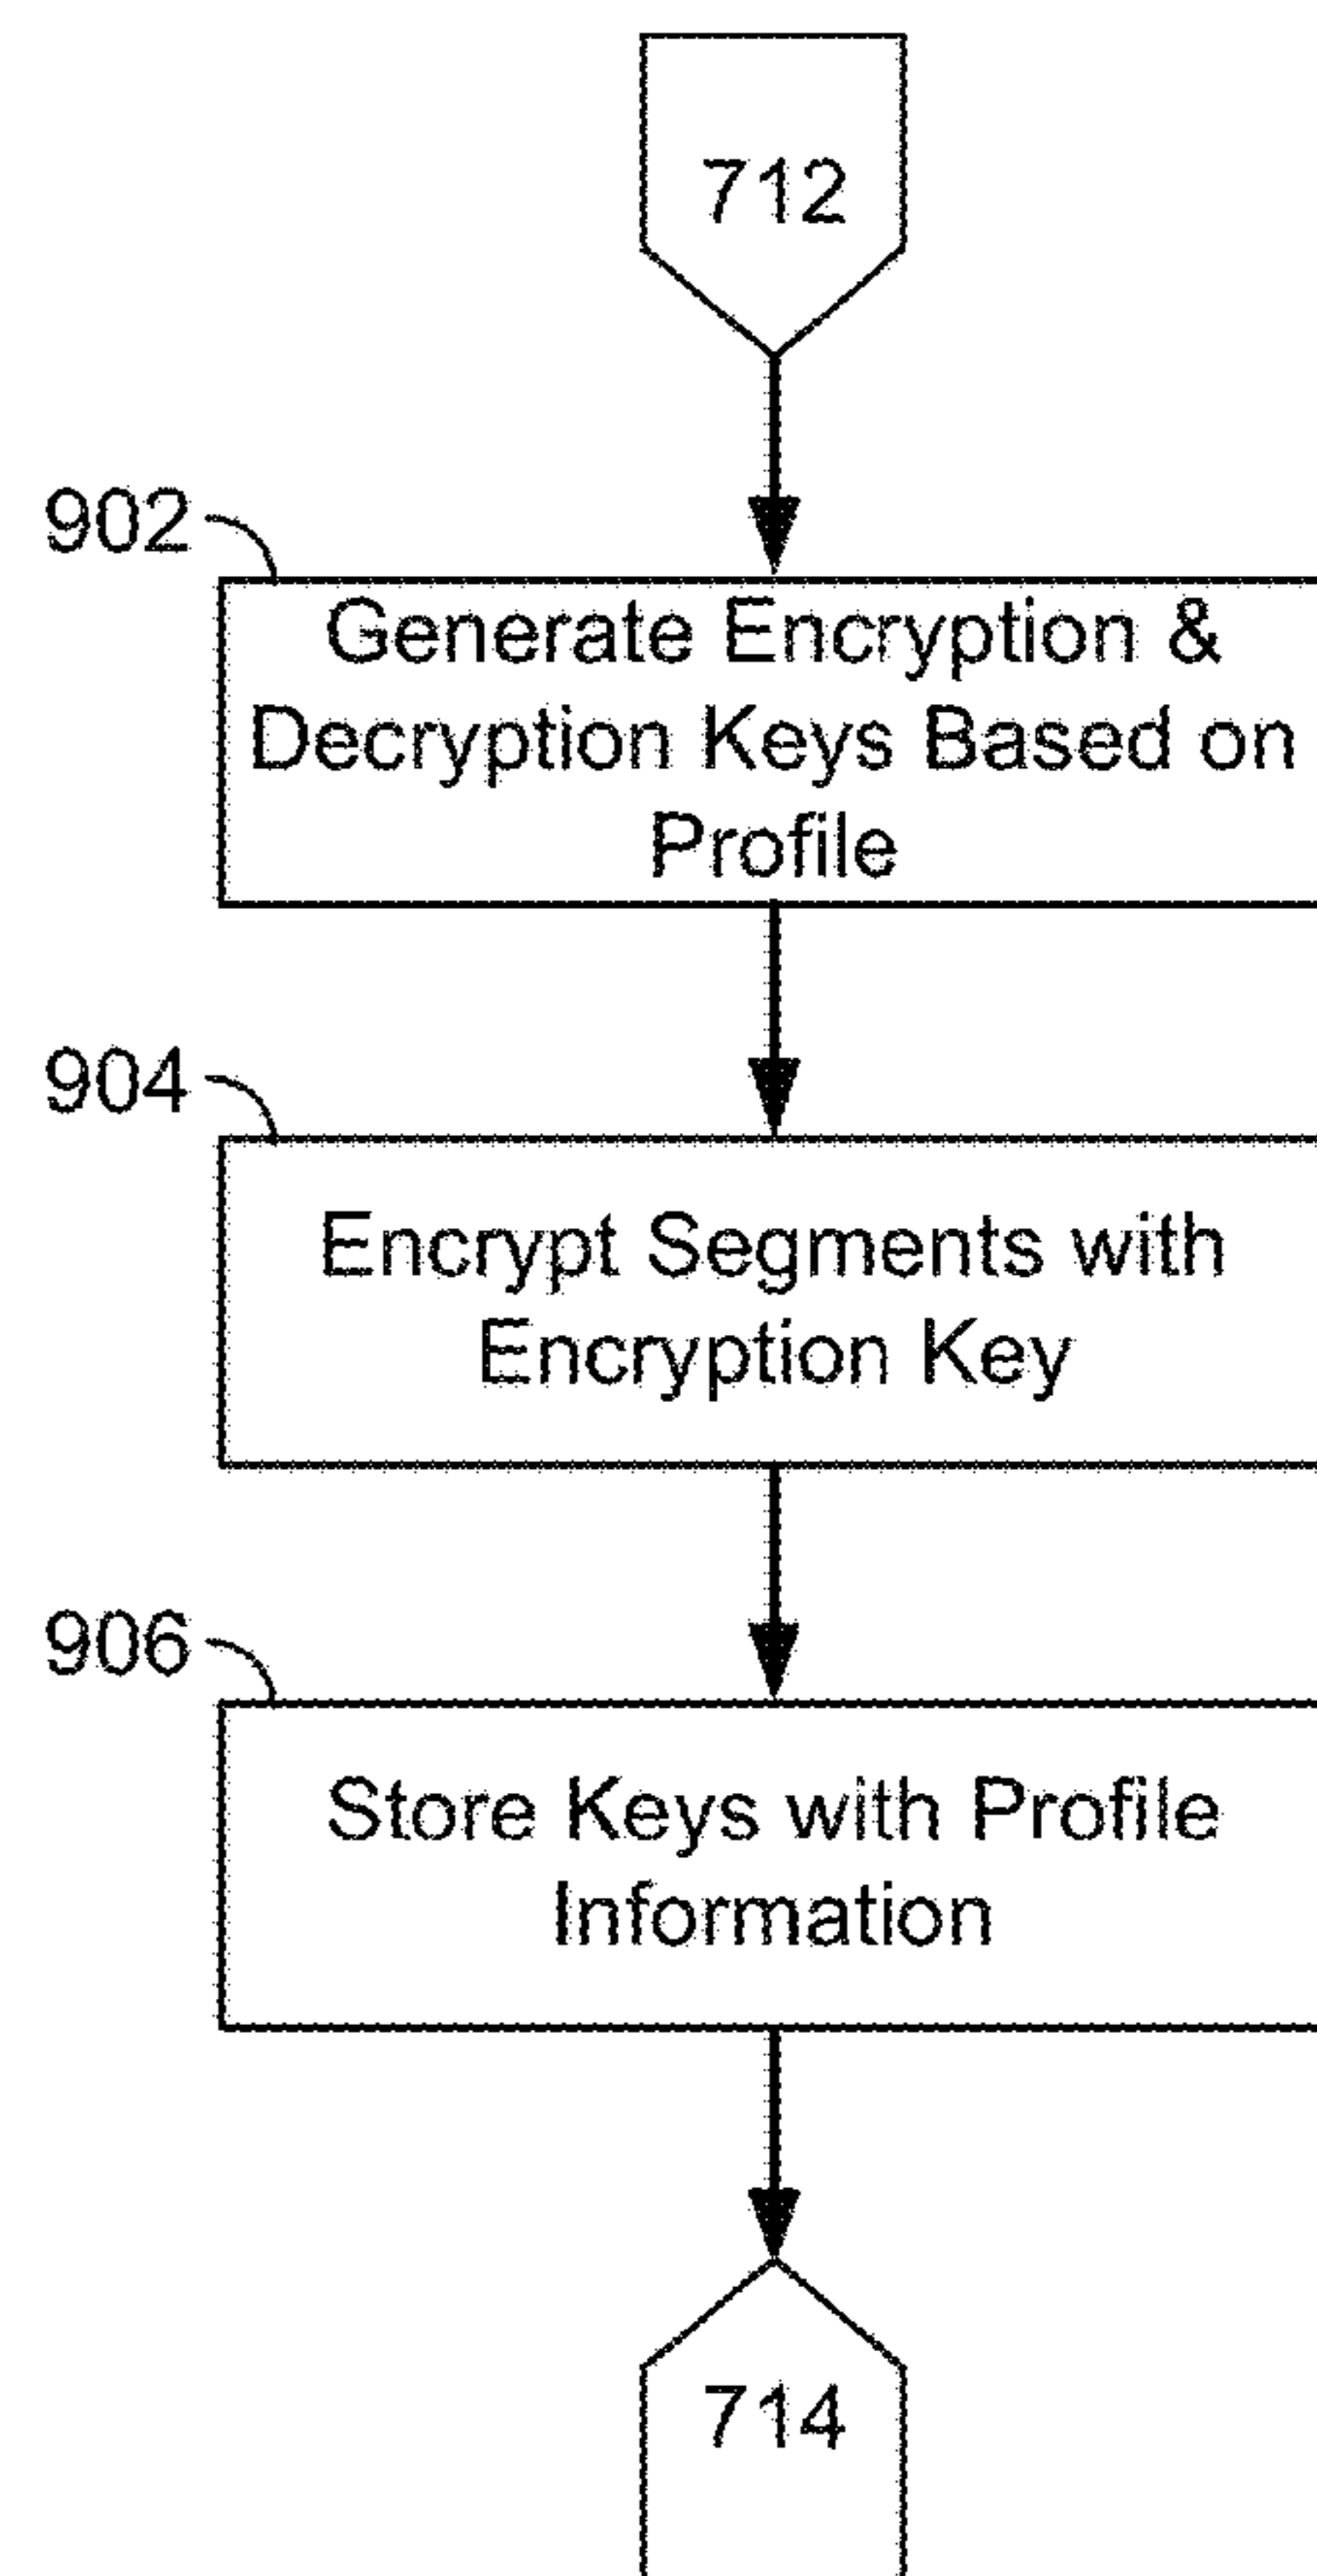 712
902
Generate Encryption &
Decryption Keys Based on
Profile
904
Encrypt Segments with
Encryption Key
906
Store Keys with Profile
Information
714